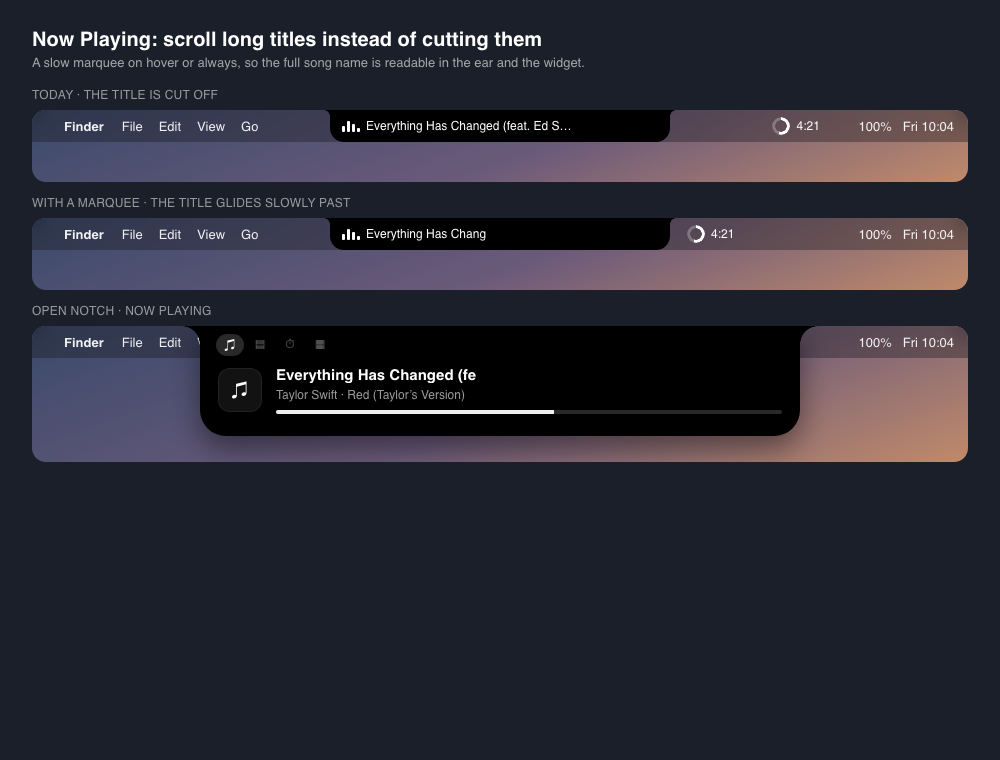 Now Playing: scroll long titles instead of cutting them
A slow marquee on hover or always, so the full song name is readable in the ear and the widget.
TODAY · THE TITLE IS CUT OFF
Finder File Edit View Go Everything Has Changed (feat. Ed S… 4:21 100% Fri 10:04
WITH A MARQUEE · THE TITLE GLIDES SLOWLY PAST
Finder File Edit View Go Everything Has Chang 4:21 100% Fri 10:04
OPEN NOTCH · NOW PLAYING
Finder File Edit 100% Fri 10:04
Everything Has Changed (fe
Taylor Swift · Red (Taylor’s Version)